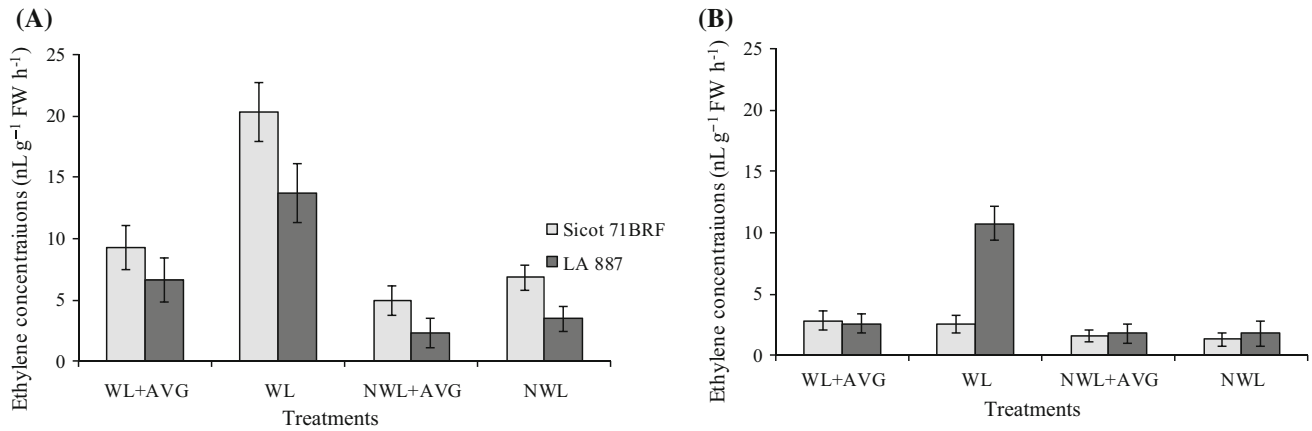 (A)
Ethylene concentraiuons (nL g⁻¹ FW h⁻¹)
25
20
15
10
5
0
WL+AVG WL NWL+AVG NWL
Treatments
Sicot 71BRF
LA 887
(B)
Ethylene concentraiuons (nL g⁻¹ FW h⁻¹)
25
20
15
10
5
0
WL+AVG WL NWL+AVG NWL
Treatments